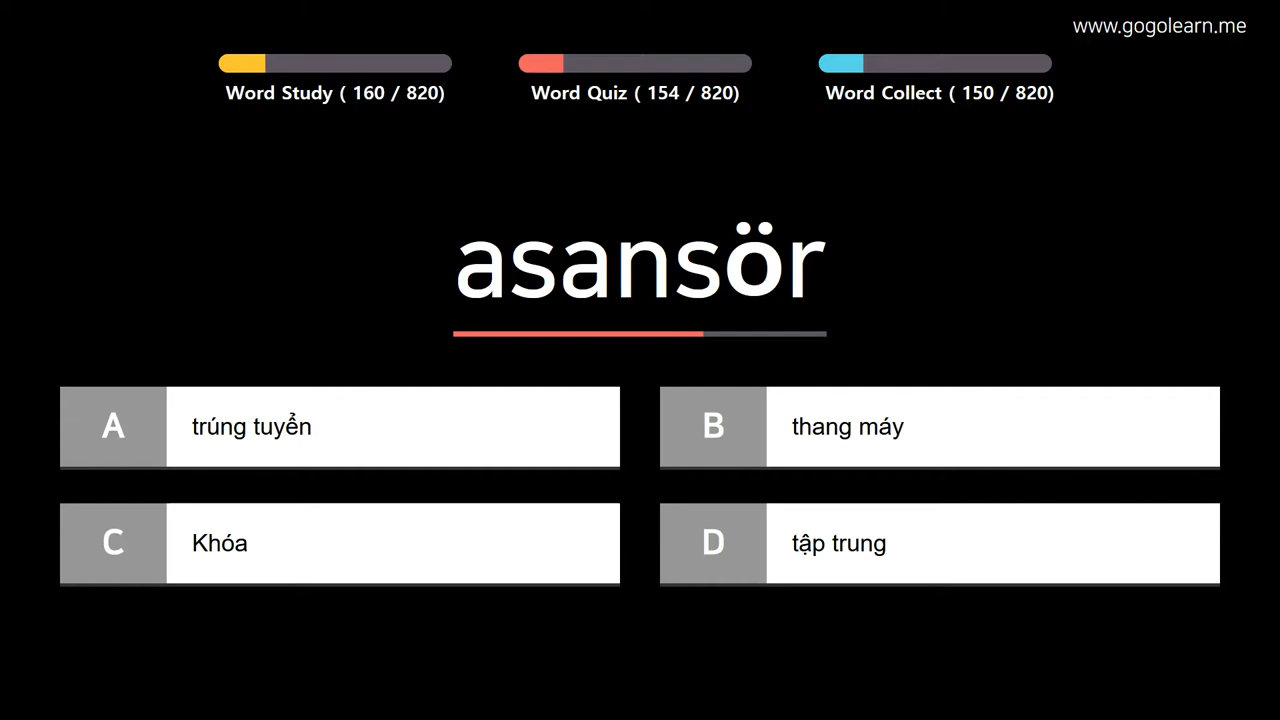 www.gogolearn.me
Word Study ( 160 / 820)
Word Quiz ( 154 / 820)
Word Collect ( 150 / 820)
asansör
A trúng tuyển
B thang máy
C Khóa
D tập trung